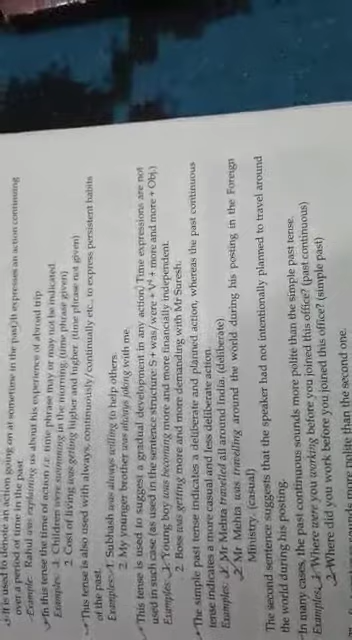 It is used to denote an action going on at sometime in the past. It expresses an action continuing
over a period of time in the past.
Example: Rahul was explaining us about his experience of abroad trip.
In this tense the time of action i.e. time phrase may or may not be indicated.
Examples: 1. Children were swimming in the morning. (time phrase given)
2. Cost of living was getting higher and higher. (time phrase not given)
This tense is also used with always, continuously/continually etc. to express persistent habits
of the past.
Examples: 1. Subhash was always willing to help others.
2. My younger brother was always joking with me.
This tense is used to suggest a gradual development in any action/Time expressions are not
used in such case (as used in the sentence structure: S + was/were + V⁴ + more and more + Obj.)
Examples: 1. Young boy was becoming more and more financially independent.
2. Boss was getting more and more demanding with Mr Suresh.
The simple past tense indicates a deliberate and planned action, whereas the past continuous
tense indicates a more casual and less deliberate action.
Examples: 1. Mr Mehta travelled all around India. (deliberate)
2. Mr Mehta was travelling around the world during his posting in the Foreign
Ministry. (casual)
The second sentence suggests that the speaker had not intentionally planned to travel around
the world during his posting.
In many cases, the past continuous sounds more polite than the simple past tense.
Examples: 1. Where were you working before you joined this office? (past continuous)
2. Where did you work before you joined this office? (simple past)
sounds more polite than the second one.